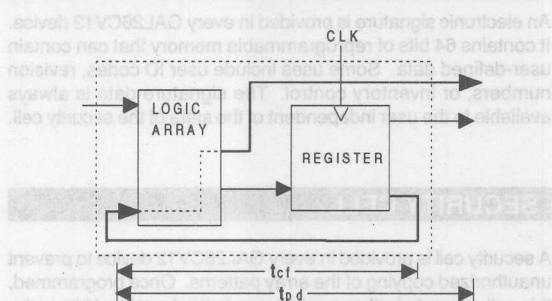 An electronic signature is provided in every GAL26CV12 device.
It contains 64 bits of reprogrammable memory that can contain
user-defined data. Some uses include user ID codes, revision
numbers, or inventory control. The signature data is always
available to the user independent of the state of the security cell.
CLK
LOGIC
ARRAY
REGISTER
SECURITY CELL
A security cell is provided in every GAL26CV12 device to prevent
unauthorized copying of the array patterns. Once programmed,
tcf
tpd